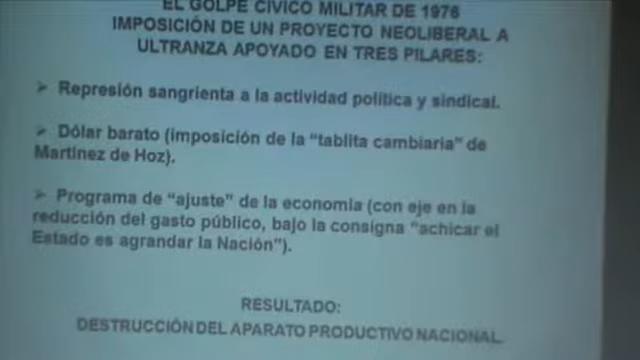 EL GOLPE CÍVICO MILITAR DE 1976
IMPOSICIÓN DE UN PROYECTO NEOLIBERAL A
ULTRANZA APOYADO EN TRES PILARES:
➢ Represión sangrienta a la actividad política y sindical.
➢ Dólar barato (imposición de la "tablita cambiaria" de
Martínez de Hoz).
➢ Programa de "ajuste" de la economía (con eje en la
reducción del gasto público, bajo la consigna "achicar el
Estado es agrandar la Nación").
RESULTADO:
DESTRUCCIÓN DEL APARATO PRODUCTIVO NACIONAL